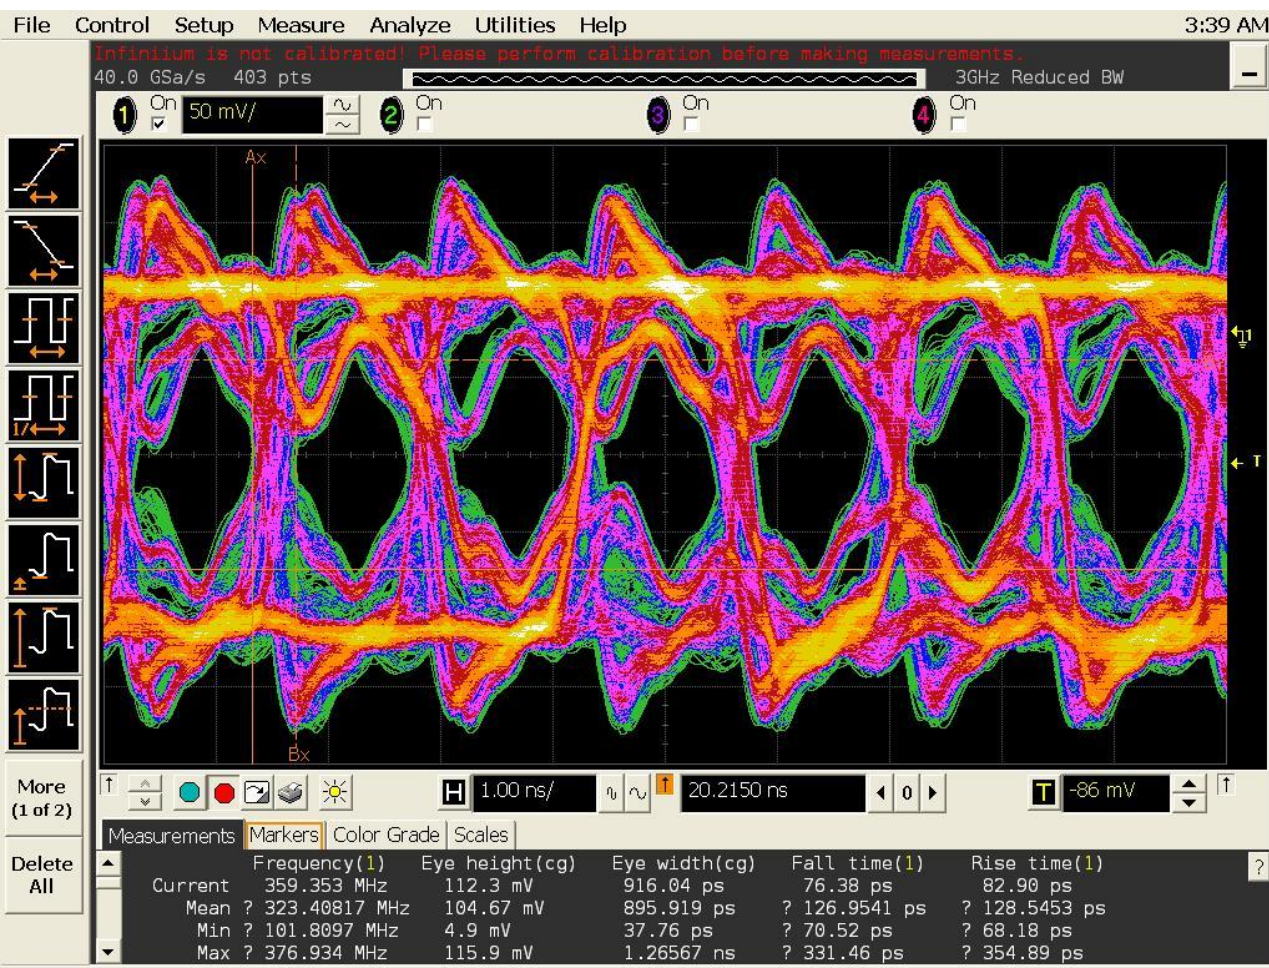 File Control Setup Measure Analyze Utilities Help 3:39 AM
Infiniium is not calibrated! Please perform calibration before making measurements.
40.0 GSa/s 403 pts 3GHz Reduced BW
1 On 50 mV/ 2 On 3 On 4 On
Ax
1
T
1/
Bx
More
(1 of 2)
Delete
All
H 1.00 ns/ 20.2150 ns 0 T -86 mV
Measurements Markers Color Grade Scales
Frequency(1) Eye height(cg) Eye width(cg) Fall time(1) Rise time(1) ?
Current 359.353 MHz 112.3 mV 916.04 ps 76.38 ps 82.90 ps
Mean ? 323.40817 MHz 104.67 mV 895.919 ps ? 126.9541 ps ? 128.5453 ps
Min ? 101.8097 MHz 4.9 mV 37.76 ps ? 70.52 ps ? 68.18 ps
Max ? 376.934 MHz 115.9 mV 1.26567 ns ? 331.46 ps ? 354.89 ps